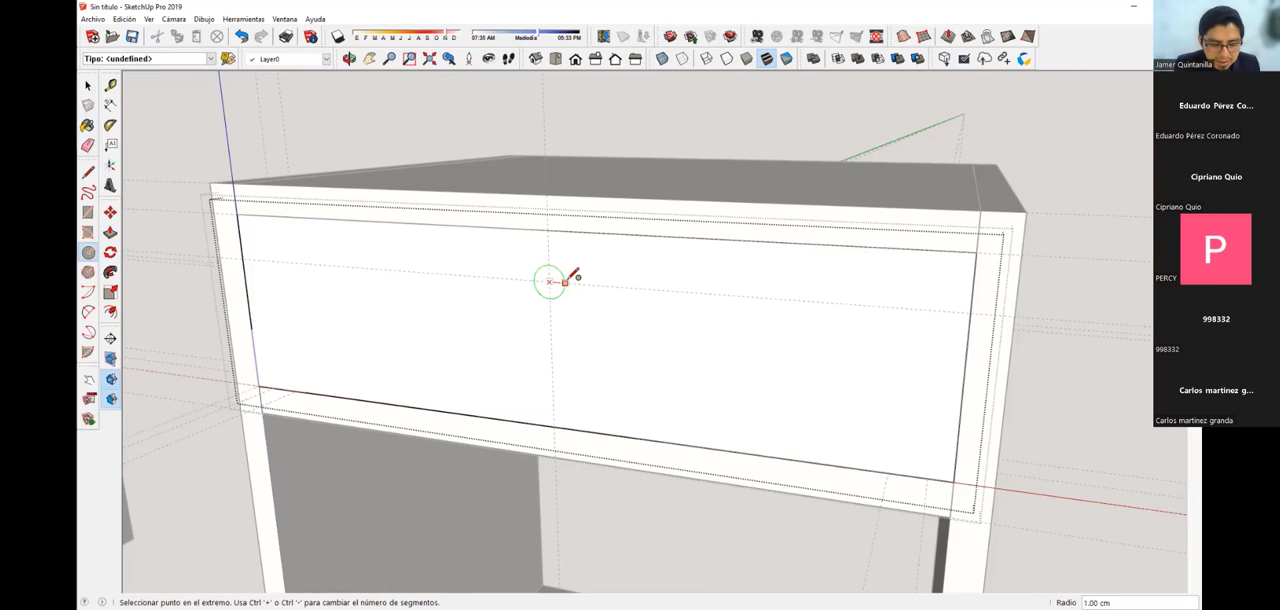 Sin título - SketchUp Pro 2019
Archivo Edición Ver Cámara Dibujo Herramientas Ventana Ayuda
E F M A M J J A S O N D
07:35 AM Mediodía 05:33 PM
Tipo: <undefined>
Layer0
A1
Jamer Quintanilla
Eduardo Pérez Co...
Eduardo Pérez Coronado
Cipriano Quio
Cipriano Quio
P
PERCY
998332
998332
Carlos martinez g...
Carlos martinez granda
Seleccionar punto en el extremo. Usa Ctrl '+' o Ctrl '-' para cambiar el número de segmentos.
Radio 1.00 cm